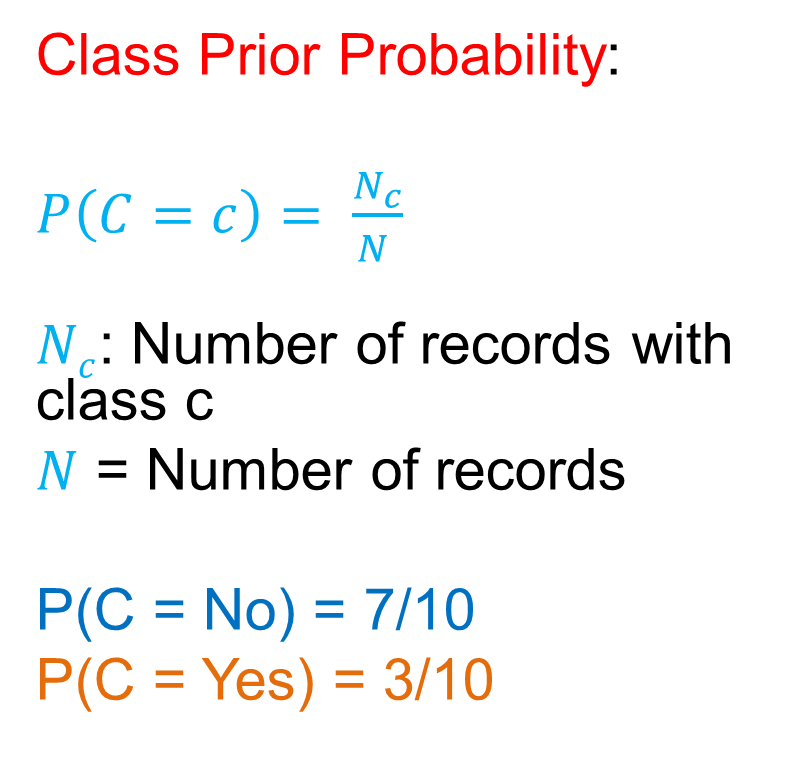 Class Prior Probability:
P(C = c) = N_c/N
N_c: Number of records with
class c
N = Number of records
P(C = No) = 7/10
P(C = Yes) = 3/10